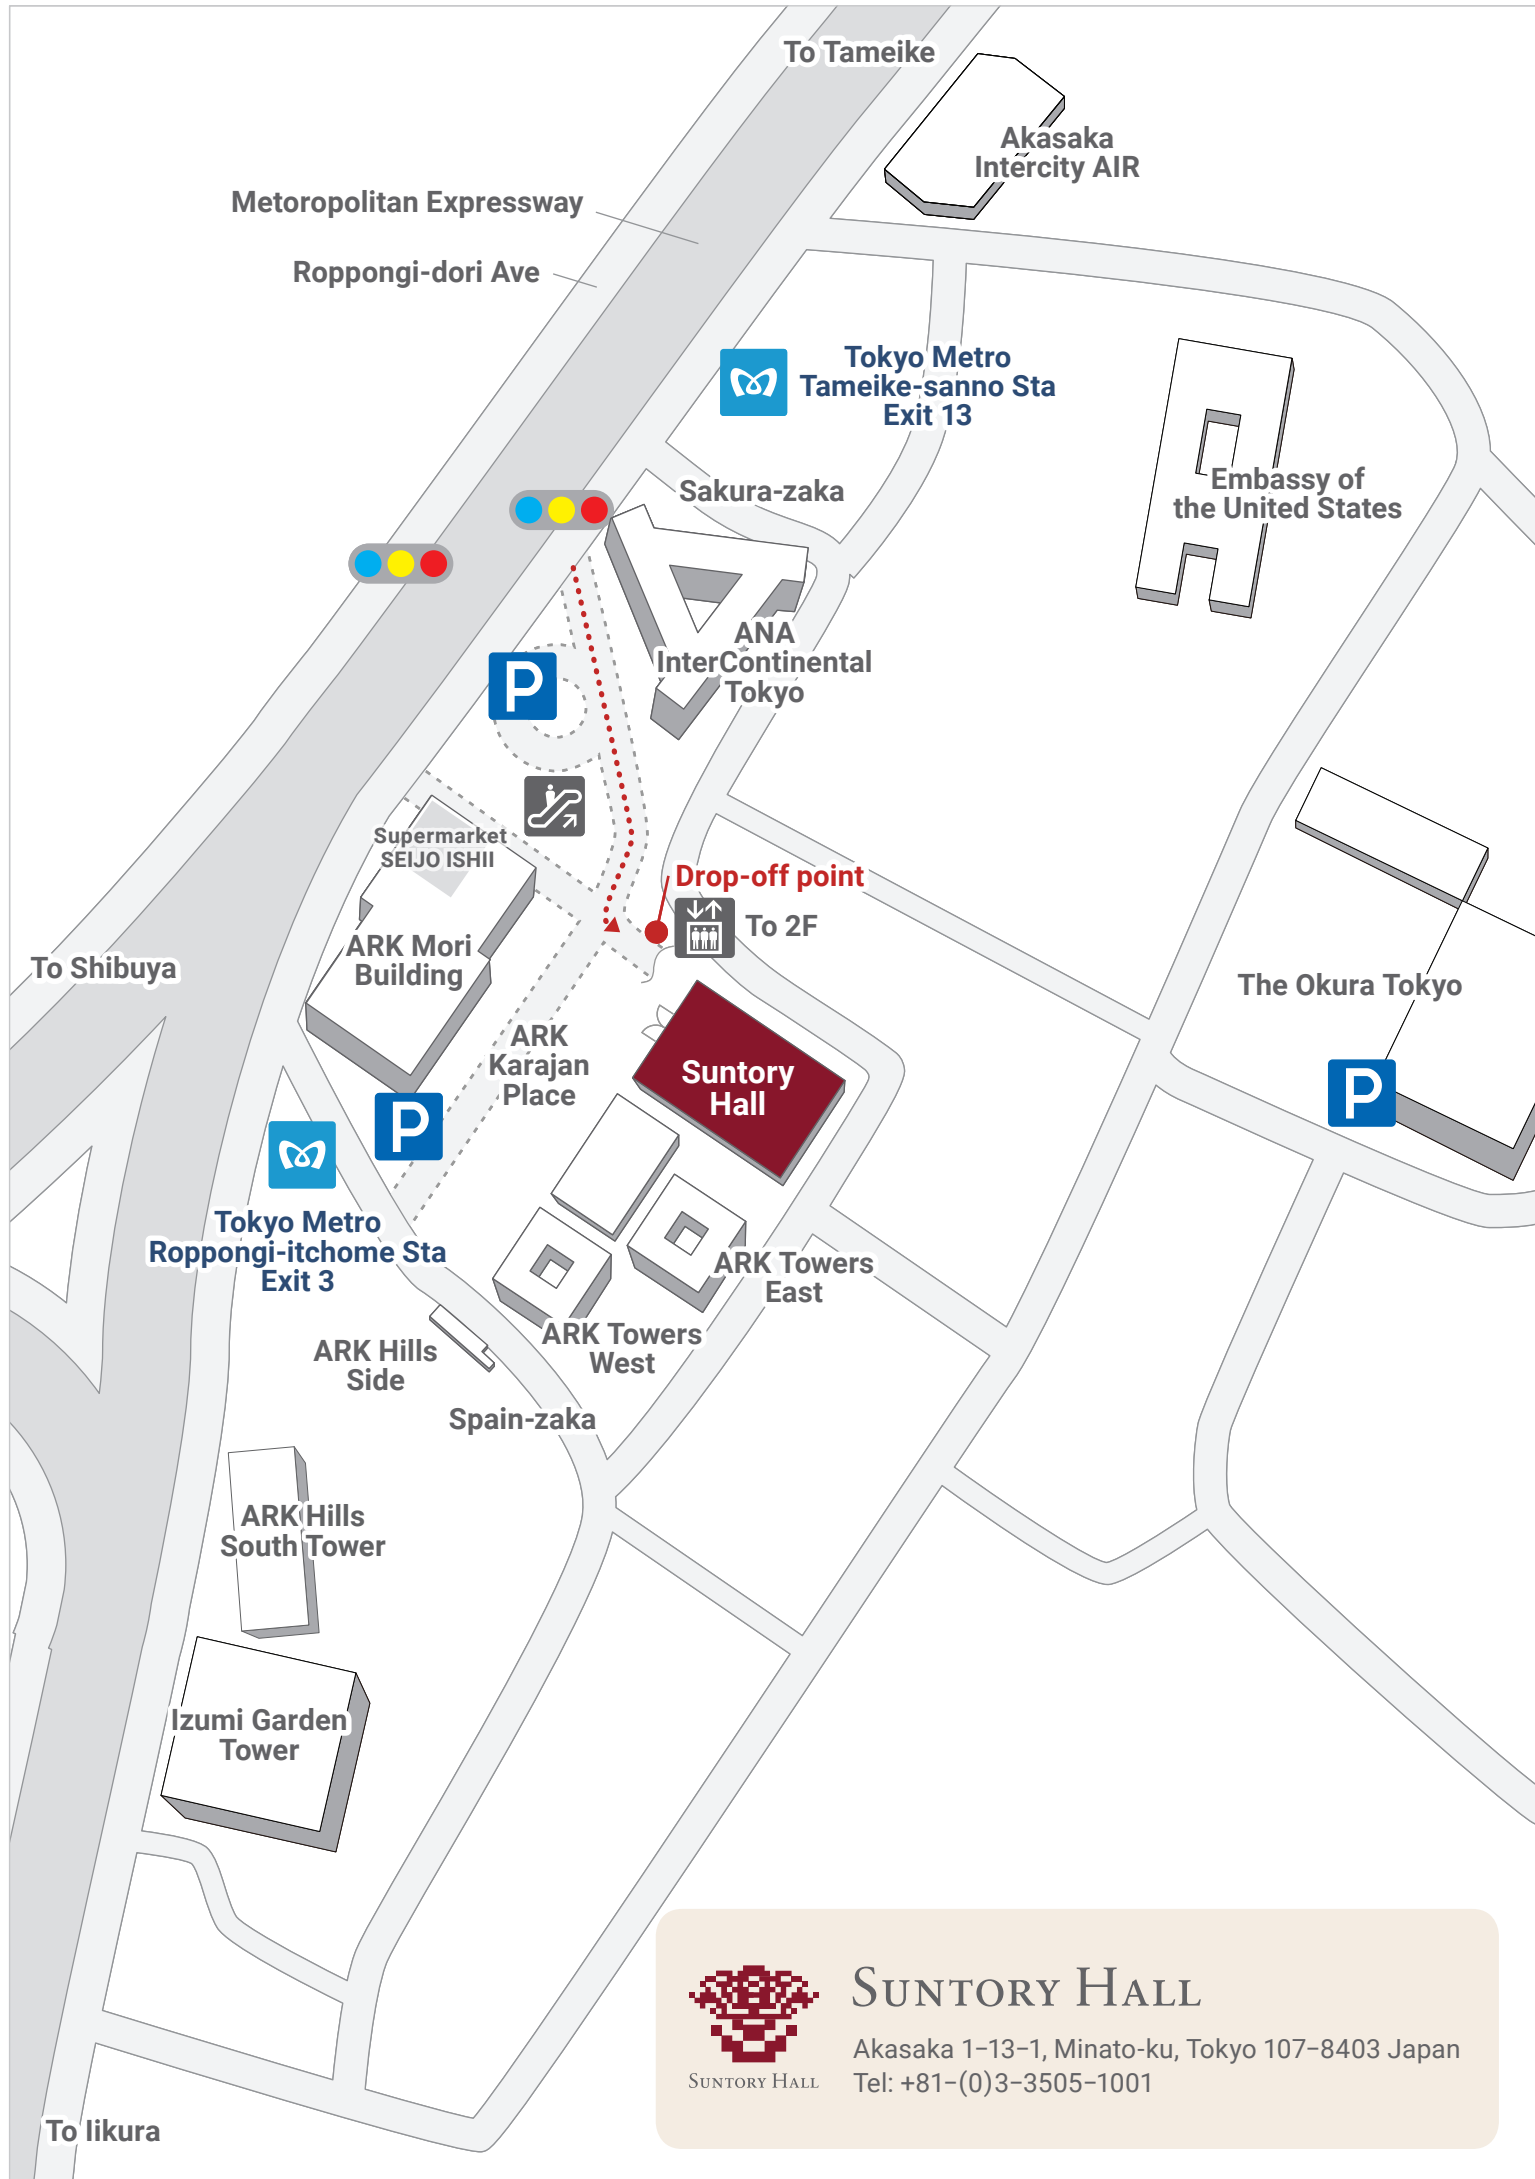 To Tameike
Akasaka
Intercity AIR
Metoropolitan Expressway
Roppongi-dori Ave
Tokyo Metro
Tameike-sanno Sta
Exit 13
Sakura-zaka
Embassy of
the United States
ANA
InterContinental
Tokyo
P
Supermarket
SEIJO ISHII
Drop-off point
To 2F
ARK Mori
Building
To Shibuya
The Okura Tokyo
ARK
Karajan
Place
Suntory
Hall
P
P
Tokyo Metro
Roppongi-itchome Sta
Exit 3
ARK Towers
East
ARK Towers
West
ARK Hills
Side
Spain-zaka
ARK Hills
South Tower
Izumi Garden
Tower
To Iikura
SUNTORY HALL
SUNTORY HALL
Akasaka 1-13-1, Minato-ku, Tokyo 107-8403 Japan
Tel: +81-(0)3-3505-1001